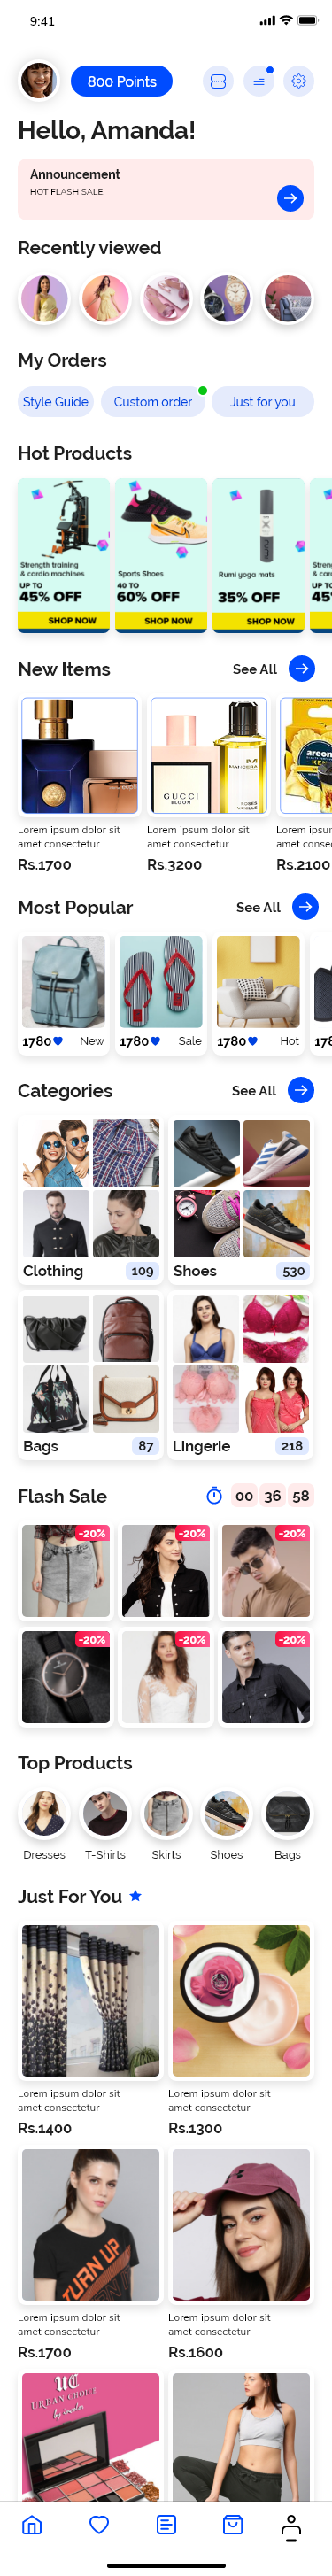 9:41
800 Points
Hello, Amanda!
Announcement
HOT FLASH SALE!
Recently viewed
My Orders
Style Guide
Custom order
Just for you
Hot Products
Strength training
& cardio machines
UP TO
45% OFF
SHOP NOW
Sports Shoes
40 TO
60% OFF
SHOP NOW
Rumi yoga mats
35% OFF
SHOP NOW
Streng
& card
UP TO
45%
New Items
See All
GUCCI
BLOOM
areon
KEN
Lorem ipsum dolor sit
amet consectetur.
Rs.1700
Lorem ipsum dolor sit
amet consectetur.
Rs.3200
Lorem ipsu
amet conse
Rs.2100
Most Popular
See All
1780
New
1780
Sale
1780
Hot
178
Categories
See All
Clothing
109
Shoes
530
Bags
87
Lingerie
218
Flash Sale
00
36
58
-20%
-20%
-20%
-20%
-20%
-20%
Top Products
Dresses
T-Shirts
Skirts
Shoes
Bags
Just For You
Lorem ipsum dolor sit
amet consectetur
Rs.1400
Lorem ipsum dolor sit
amet consectetur
Rs.1300
TURN UP
Lorem ipsum dolor sit
amet consectetur
Rs.1700
Lorem ipsum dolor sit
amet consectetur
Rs.1600
UC
URBAN CHOICE
by incolor